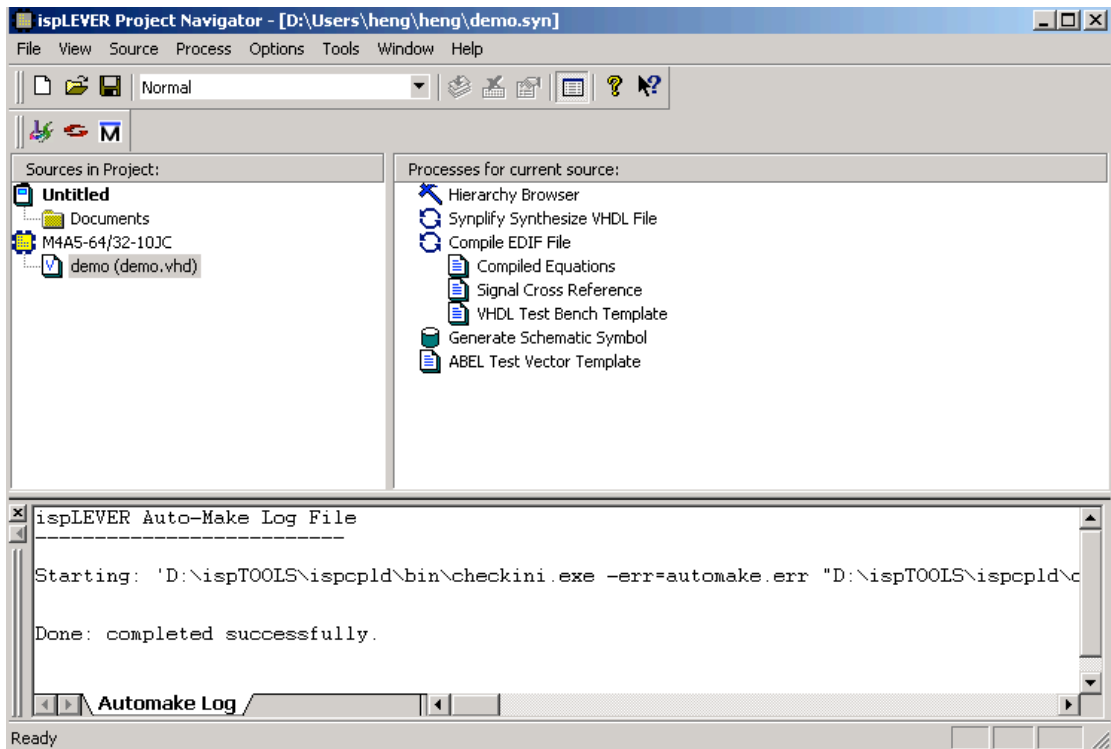 ispLEVER Project Navigator - [D:\Users\heng\heng\demo.syn]
File View Source Process Options Tools Window Help
Normal
Sources in Project:
Untitled
Documents
M4A5-64/32-10JC
demo (demo.vhd)
Processes for current source:
Hierarchy Browser
Synplify Synthesize VHDL File
Compile EDIF File
Compiled Equations
Signal Cross Reference
VHDL Test Bench Template
Generate Schematic Symbol
ABEL Test Vector Template
ispLEVER Auto-Make Log File
---------------------------
Starting: 'D:\ispTOOLS\ispcpld\bin\checkini.exe -err=automake.err "D:\ispTOOLS\ispcpld\c
Done: completed successfully.
Automake Log
Ready